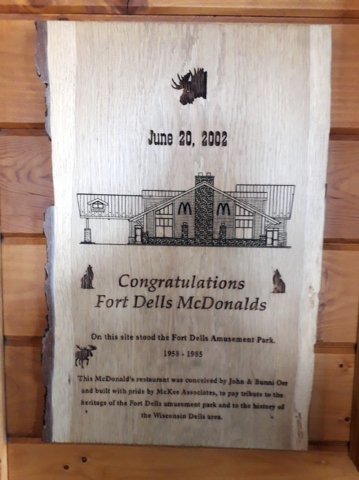 June 20, 2002
Congratulations
Fort Dells McDonalds
On this site stood the Fort Dells Amusement Park.
1958 - 1985
This McDonald's restaurant was conceived by John & Bunni Orr
and built with pride by McKee Associates, to pay tribute to the
heritage of the Fort Dells amusement park and to the history of
the Wisconsin Dells area.